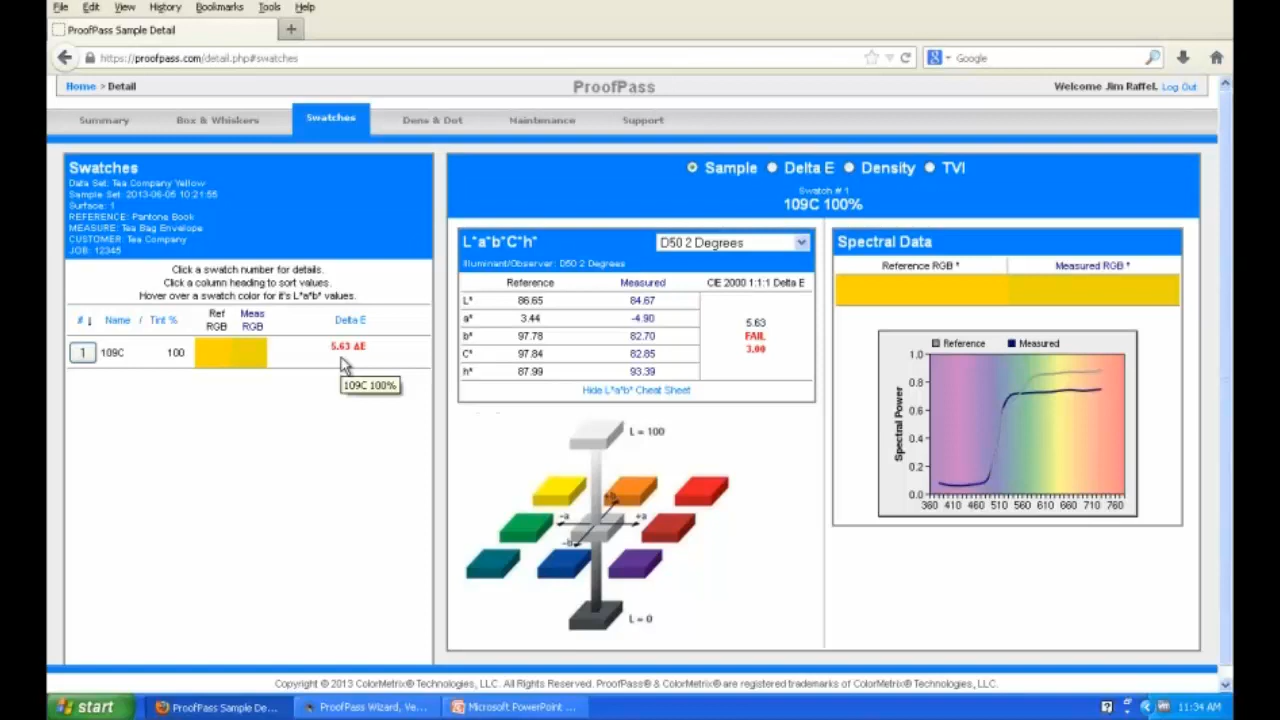 File Edit View History Bookmarks Tools Help
ProofPass Sample Detail
https://proofpass.com/detail.php#swatches
Google
Home > Detail
ProofPass
Welcome Jim Raffel. Log Out
Summary Box & Whiskers Swatches Dens & Dot Maintenance Support
Swatches
Data Set: Tea Company Yellow
Sample Set: 2013-06-05 10:21:55
Surface: 1
REFERENCE: Pantone Book
MEASURE: Tea Bag Envelope
CUSTOMER: Tea Company
JOB: 12345
Click a swatch number for details.
Click a column heading to sort values.
Hover over a swatch color for it's L*a*b* values.
# Name / Tint % Ref RGB Meas RGB Delta E
1 109C 100 5.63 ΔE
109C 100%
Sample Delta E Density TVI
Swatch # 1
109C 100%
L*a*b*C*h* D50 2 Degrees
Illuminant/Observer: D50 2 Degrees
Reference Measured CIE 2000 1:1:1 Delta E
L* 86.65 84.67
a* 3.44 -4.90
b* 97.78 82.70
C* 97.84 82.85
h* 87.99 93.39
5.63
FAIL
3.00
Hide L*a*b* Cheat Sheet
L = 100
+b
-a +a
-b
L = 0
Spectral Data
Reference RGB * Measured RGB *
Reference Measured
Spectral Power
1.0
0.8
0.6
0.4
0.2
0.0
360 410 460 510 560 610 660 710 760
Copyright © 2013 ColorMetrix® Technologies, LLC. All Rights Reserved. ProofPass® & ColorMetrix® are registered trademarks of ColorMetrix® Technologies, LLC.
start ProofPass Sample De... ProofPass Wizard, Ve... Microsoft PowerPoint ... 11:34 AM